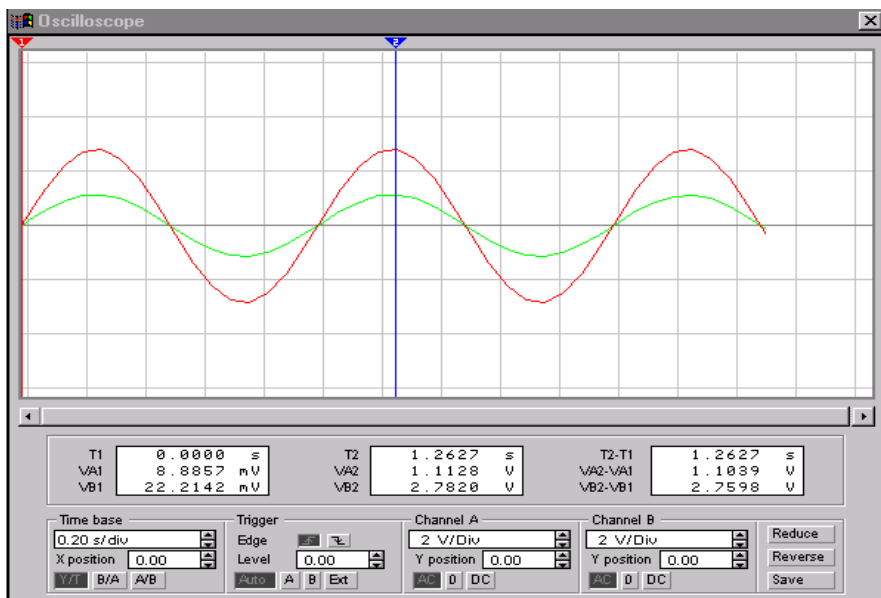 Oscilloscope
1 2
T1 0.0000 s T2 1.2627 s T2-T1 1.2627 s
VA1 8.8857 mV VA2 1.1128 V VA2-VA1 1.1039 V
VB1 22.2142 mV VB2 2.7820 V VB2-VB1 2.7598 V
Time base Trigger Channel A Channel B
0.20 s/div Edge 2 V/Div 2 V/Div Reduce
X position 0.00 Level 0.00 Y position 0.00 Y position 0.00 Reverse
Y/T B/A A/B Auto A B Ext AC 0 DC AC 0 DC Save